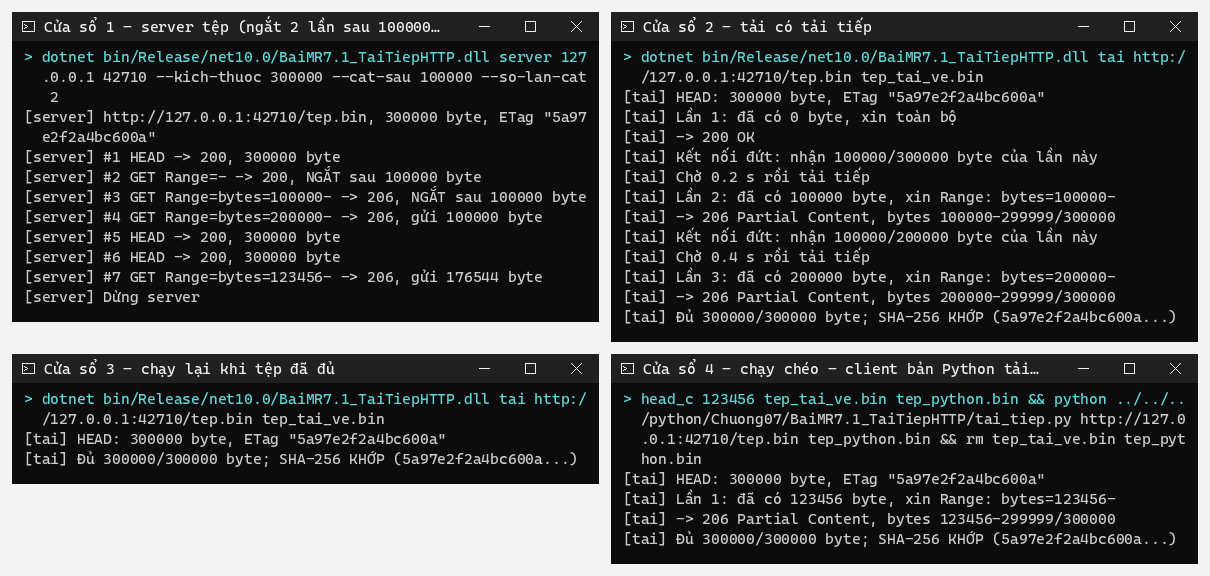 Cửa sổ 1 — server tệp (ngắt 2 lần sau 100000…
> dotnet bin/Release/net10.0/BaiMR7.1_TaiTiepHTTP.dll server 127
.0.0.1 42710 --kich-thuoc 300000 --cat-sau 100000 --so-lan-cat
2
[server] http://127.0.0.1:42710/tep.bin, 300000 byte, ETag "5a97
e2f2a4bc600a"
[server] #1 HEAD -> 200, 300000 byte
[server] #2 GET Range=- -> 200, NGẮT sau 100000 byte
[server] #3 GET Range=bytes=100000- -> 206, NGẮT sau 100000 byte
[server] #4 GET Range=bytes=200000- -> 206, gửi 100000 byte
[server] #5 HEAD -> 200, 300000 byte
[server] #6 HEAD -> 200, 300000 byte
[server] #7 GET Range=bytes=123456- -> 206, gửi 176544 byte
[server] Dừng server
Cửa sổ 2 — tải có tải tiếp
> dotnet bin/Release/net10.0/BaiMR7.1_TaiTiepHTTP.dll tai http:/
/127.0.0.1:42710/tep.bin tep_tai_ve.bin
[tai] HEAD: 300000 byte, ETag "5a97e2f2a4bc600a"
[tai] Lần 1: đã có 0 byte, xin toàn bộ
[tai] -> 200 OK
[tai] Kết nối đứt: nhận 100000/300000 byte của lần này
[tai] Chờ 0.2 s rồi tải tiếp
[tai] Lần 2: đã có 100000 byte, xin Range: bytes=100000-
[tai] -> 206 Partial Content, bytes 100000-299999/300000
[tai] Kết nối đứt: nhận 100000/200000 byte của lần này
[tai] Chờ 0.4 s rồi tải tiếp
[tai] Lần 3: đã có 200000 byte, xin Range: bytes=200000-
[tai] -> 206 Partial Content, bytes 200000-299999/300000
[tai] Đủ 300000/300000 byte; SHA-256 KHỚP (5a97e2f2a4bc600a...)
Cửa sổ 3 — chạy lại khi tệp đã đủ
> dotnet bin/Release/net10.0/BaiMR7.1_TaiTiepHTTP.dll tai http:/
/127.0.0.1:42710/tep.bin tep_tai_ve.bin
[tai] HEAD: 300000 byte, ETag "5a97e2f2a4bc600a"
[tai] Đủ 300000/300000 byte; SHA-256 KHỚP (5a97e2f2a4bc600a...)
Cửa sổ 4 — chạy chéo — client bản Python tải…
> head_c 123456 tep_tai_ve.bin tep_python.bin && python ../../..
/python/Chuong07/BaiMR7.1_TaiTiepHTTP/tai_tiep.py http://127.0
.0.1:42710/tep.bin tep_python.bin && rm tep_tai_ve.bin tep_pyt
hon.bin
[tai] HEAD: 300000 byte, ETag "5a97e2f2a4bc600a"
[tai] Lần 1: đã có 123456 byte, xin Range: bytes=123456-
[tai] -> 206 Partial Content, bytes 123456-299999/300000
[tai] Đủ 300000/300000 byte; SHA-256 KHỚP (5a97e2f2a4bc600a...)